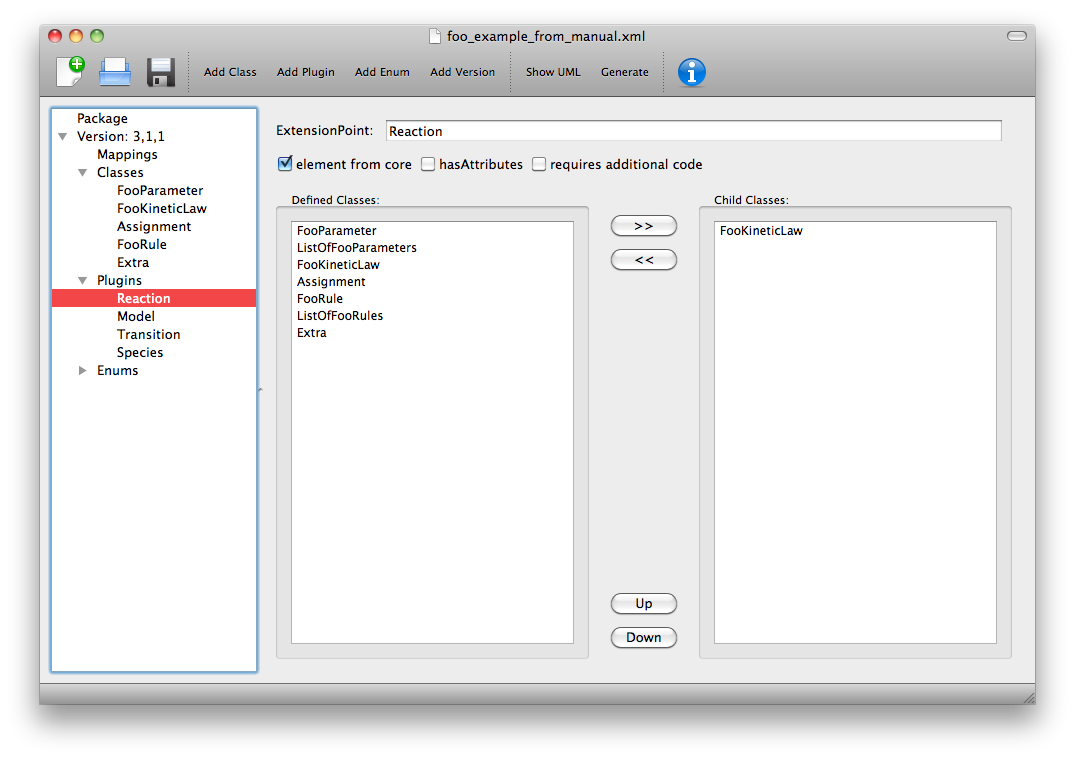 foo_example_from_manual.xml
Add Class Add Plugin Add Enum Add Version Show UML Generate
Package
Version: 3,1,1
Mappings
Classes
FooParameter
FooKineticLaw
Assignment
FooRule
Extra
Plugins
Reaction
Model
Transition
Species
Enums
ExtensionPoint: Reaction
element from core hasAttributes requires additional code
Defined Classes:
FooParameter
ListOfFooParameters
FooKineticLaw
Assignment
FooRule
ListOfFooRules
Extra
>>
<<
Up
Down
Child Classes:
FooKineticLaw